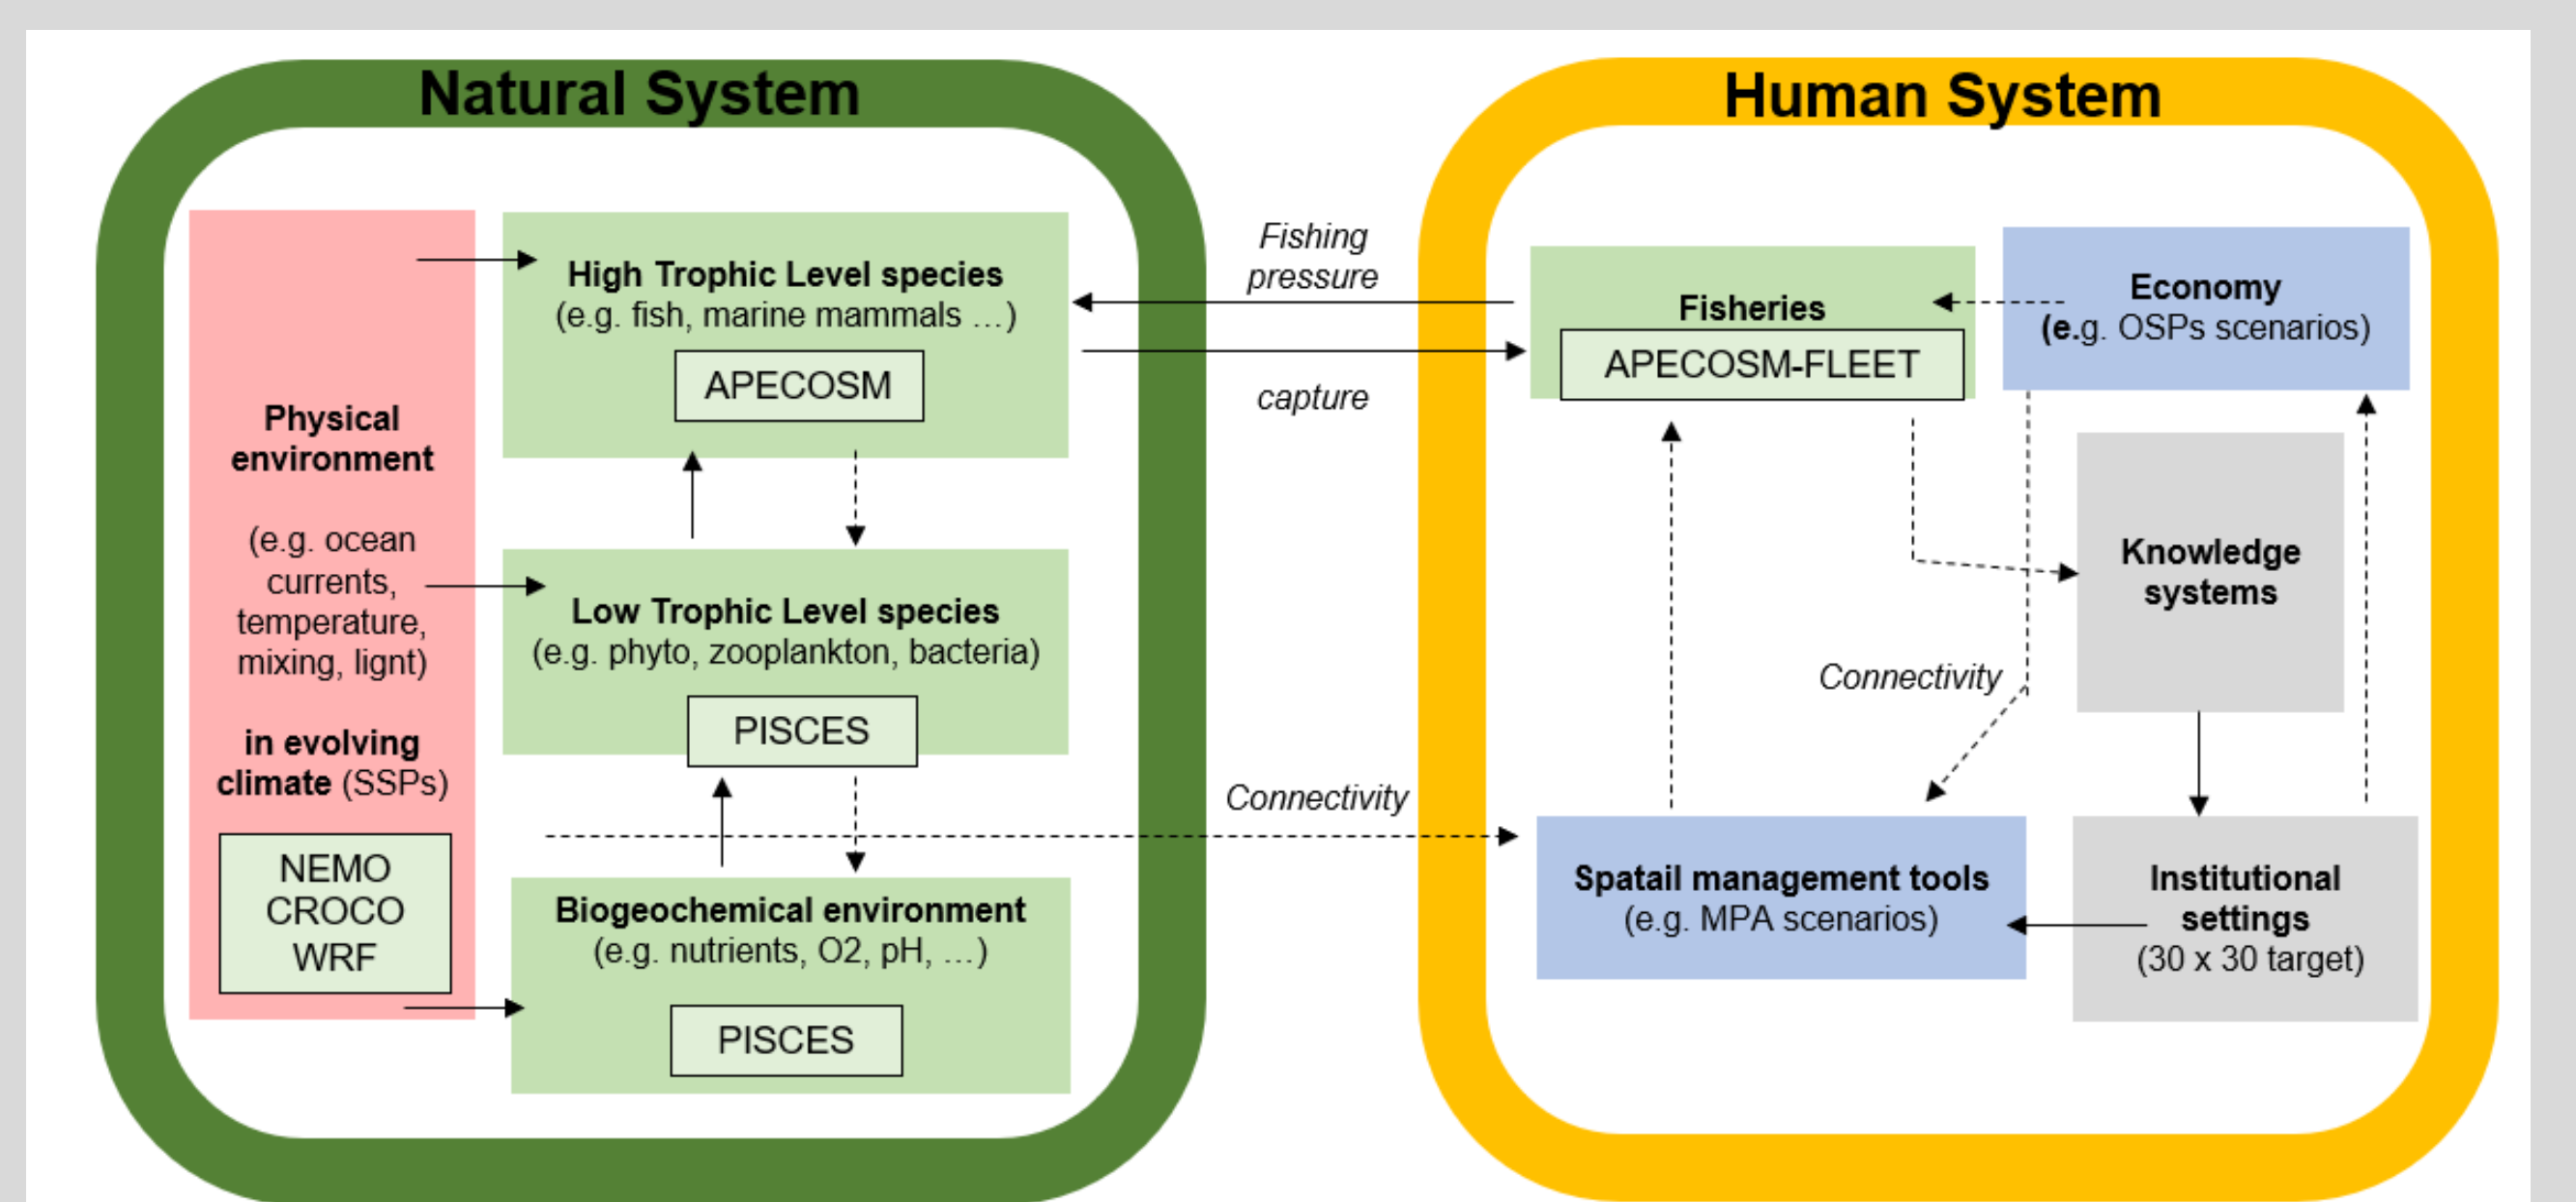 Natural System
Physical
environment
(e.g. ocean
currents,
temperature,
mixing, lignt)
in evolving
climate (SSPs)
NEMO
CROCO
WRF
High Trophic Level species
(e.g. fish, marine mammals ...)
APECOSM
Low Trophic Level species
(e.g. phyto, zooplankton, bacteria)
PISCES
Biogeochemical environment
(e.g. nutrients, O2, pH, ...)
PISCES
Fishing
pressure
capture
Connectivity
Human System
Fisheries
APECOSM-FLEET
Economy
(e.g. OSPs scenarios)
Knowledge
systems
Connectivity
Spatail management tools
(e.g. MPA scenarios)
Institutional
settings
(30 x 30 target)